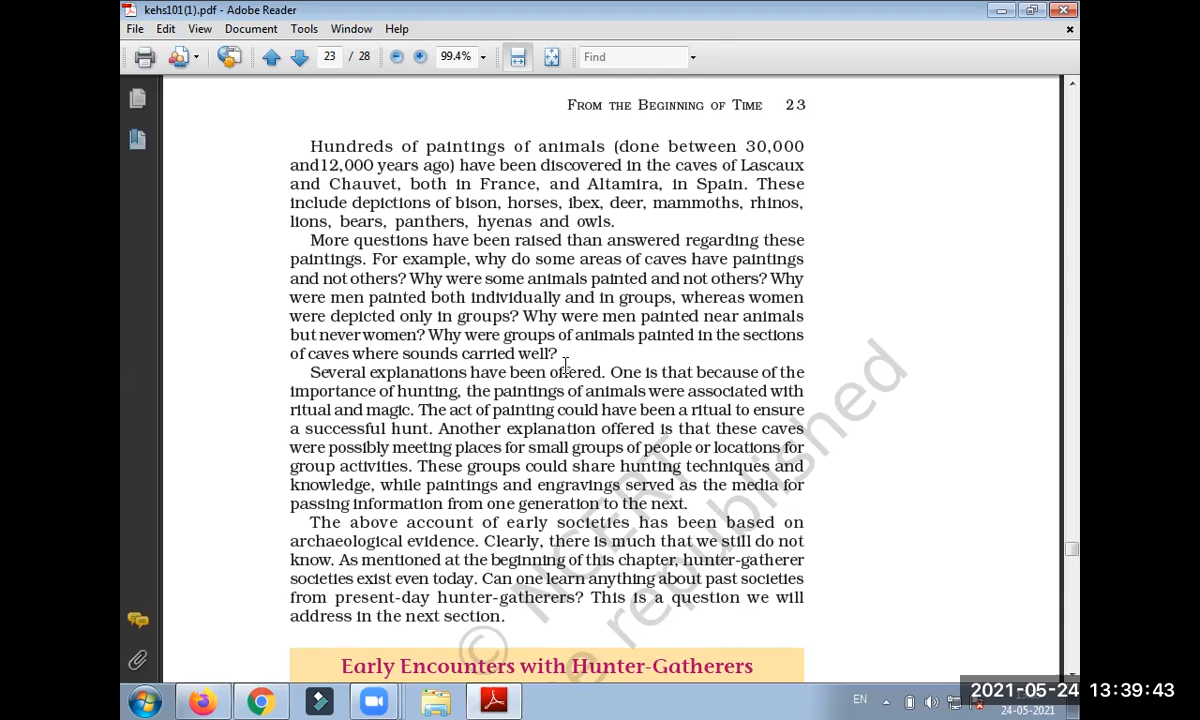 kehs101(1).pdf - Adobe Reader
File Edit View Document Tools Window Help
23 / 28 99.4% Find
FROM THE BEGINNING OF TIME 23
Hundreds of paintings of animals (done between 30,000
and12,000 years ago) have been discovered in the caves of Lascaux
and Chauvet, both in France, and Altamira, in Spain. These
include depictions of bison, horses, ibex, deer, mammoths, rhinos,
lions, bears, panthers, hyenas and owls.
More questions have been raised than answered regarding these
paintings. For example, why do some areas of caves have paintings
and not others? Why were some animals painted and not others? Why
were men painted both individually and in groups, whereas women
were depicted only in groups? Why were men painted near animals
but never women? Why were groups of animals painted in the sections
of caves where sounds carried well?
Several explanations have been offered. One is that because of the
importance of hunting, the paintings of animals were associated with
ritual and magic. The act of painting could have been a ritual to ensure
a successful hunt. Another explanation offered is that these caves
were possibly meeting places for small groups of people or locations for
group activities. These groups could share hunting techniques and
knowledge, while paintings and engravings served as the media for
passing information from one generation to the next.
The above account of early societies has been based on
archaeological evidence. Clearly, there is much that we still do not
know. As mentioned at the beginning of this chapter, hunter-gatherer
societies exist even today. Can one learn anything about past societies
from present-day hunter-gatherers? This is a question we will
address in the next section.
© NCERT
e republished
Early Encounters with Hunter-Gatherers
EN
2021-05-24 13:39:43
24-05-2021